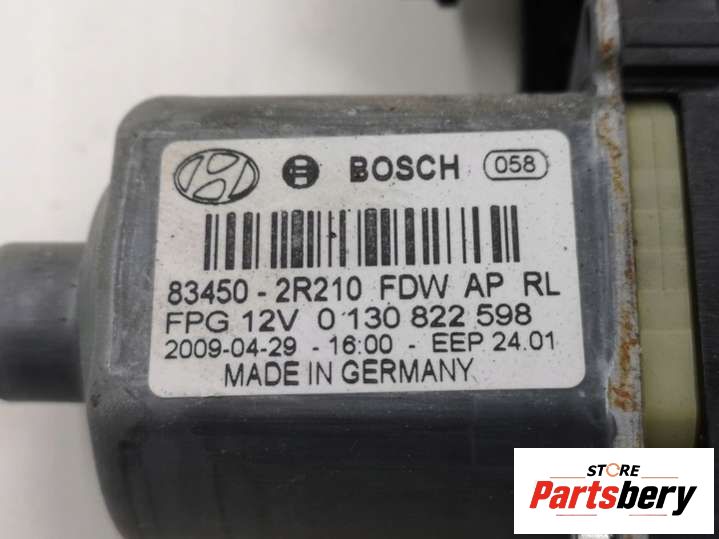 BOSCH 058
83450 - 2R210 FDW AP RL
FPG 12V 0 130 822 598
2009-04-29 - 16:00 - EEP 24.01
MADE IN GERMANY
STORE
Partsbery